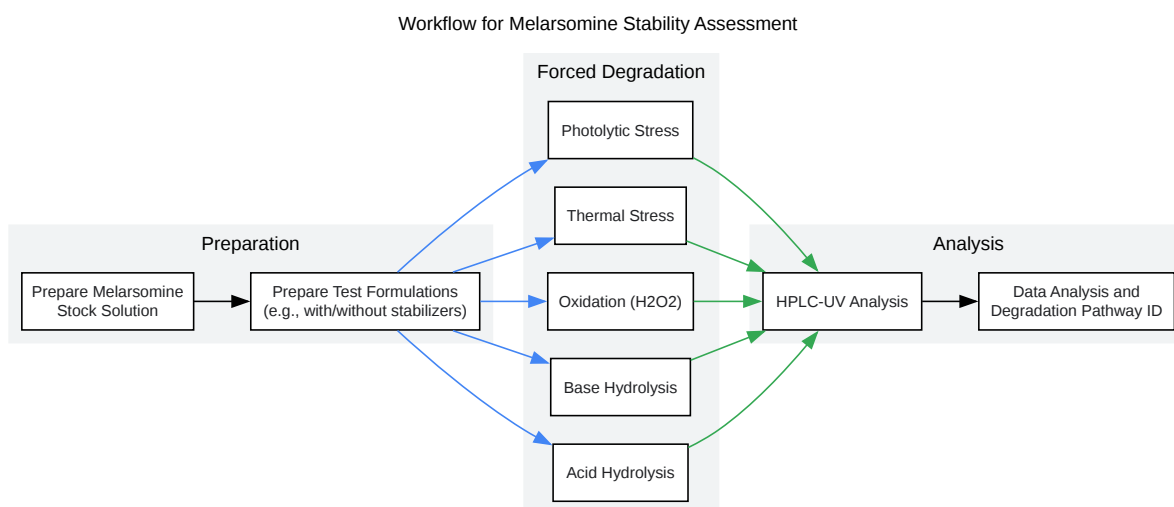 Workflow for Melarsomine Stability Assessment
Forced Degradation
Photolytic Stress
Thermal Stress
Preparation
Analysis
Prepare Melarsomine
Stock Solution
Prepare Test Formulations
(e.g., with/without stabilizers)
Oxidation (H2O2)
HPLC-UV Analysis
Data Analysis and
Degradation Pathway ID
Base Hydrolysis
Acid Hydrolysis